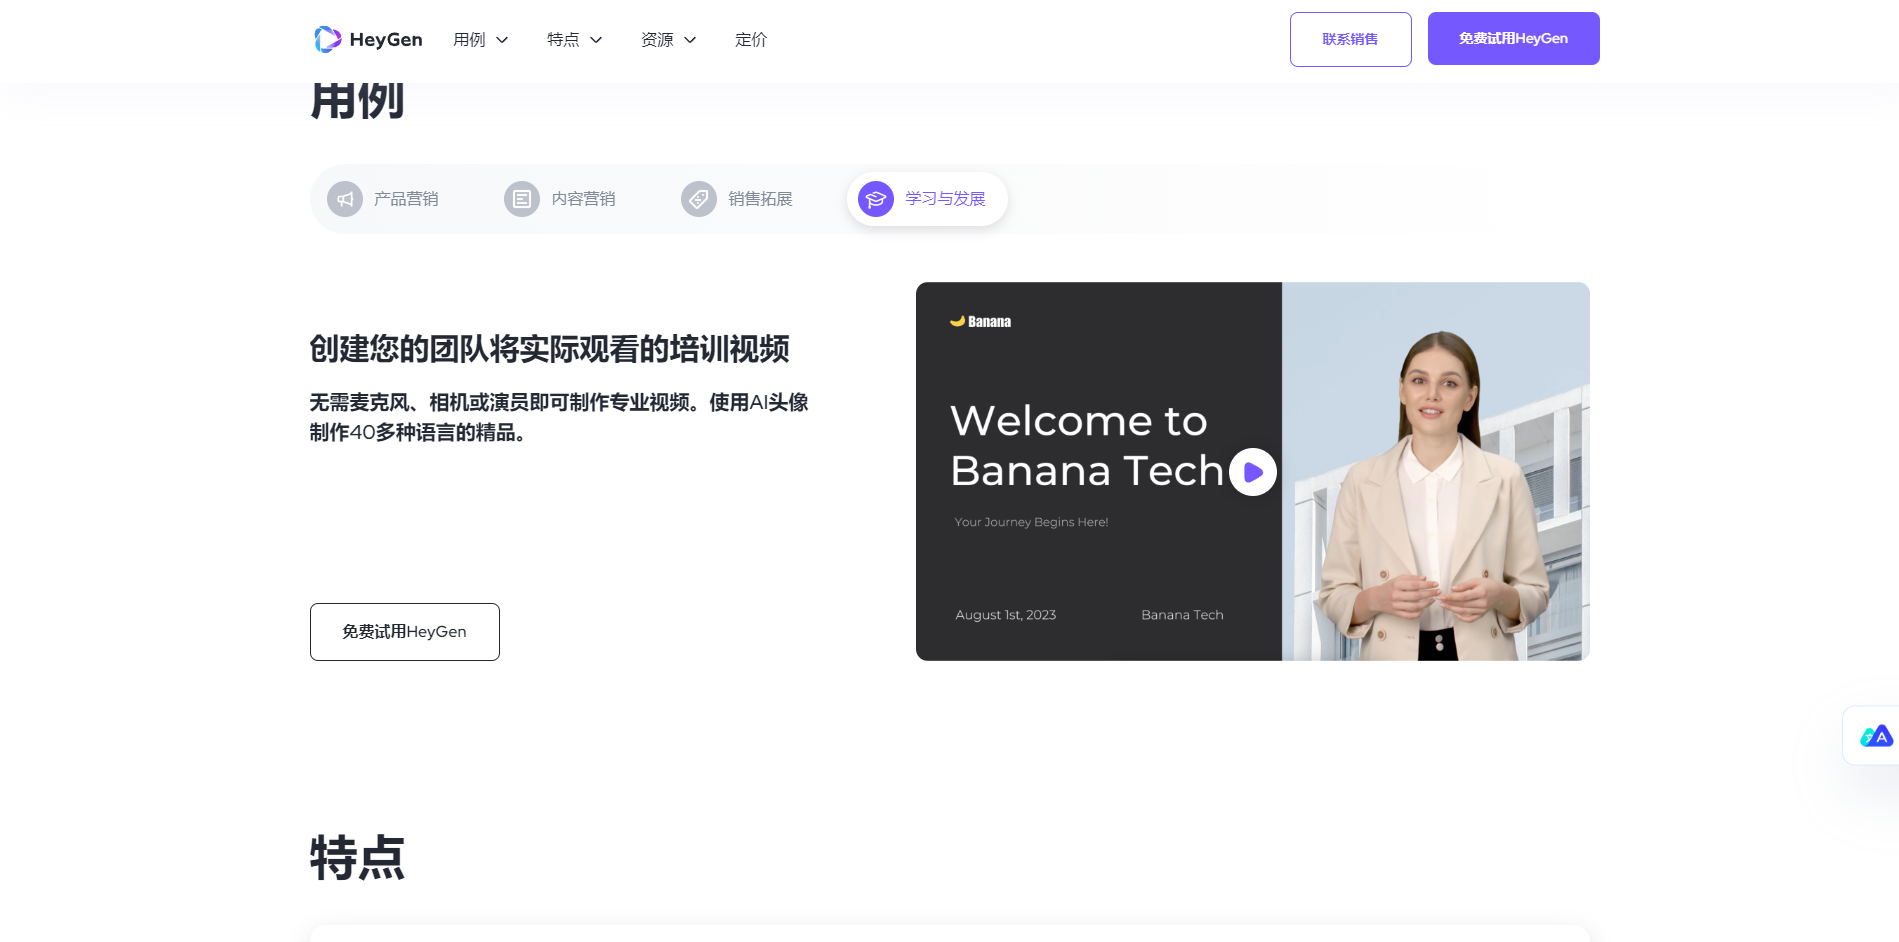 HeyGen
用例
特点
资源
定价
联系销售
免费试用HeyGen
用例
产品营销
内容营销
销售拓展
学习与发展
创建您的团队将实际观看的培训视频
无需麦克风、相机或演员即可制作专业视频。使用AI头像
制作40多种语言的精品。
免费试用HeyGen
Banana
Welcome to
Banana Tech
Your Journey Begins Here!
August 1st, 2023
Banana Tech
A
特点